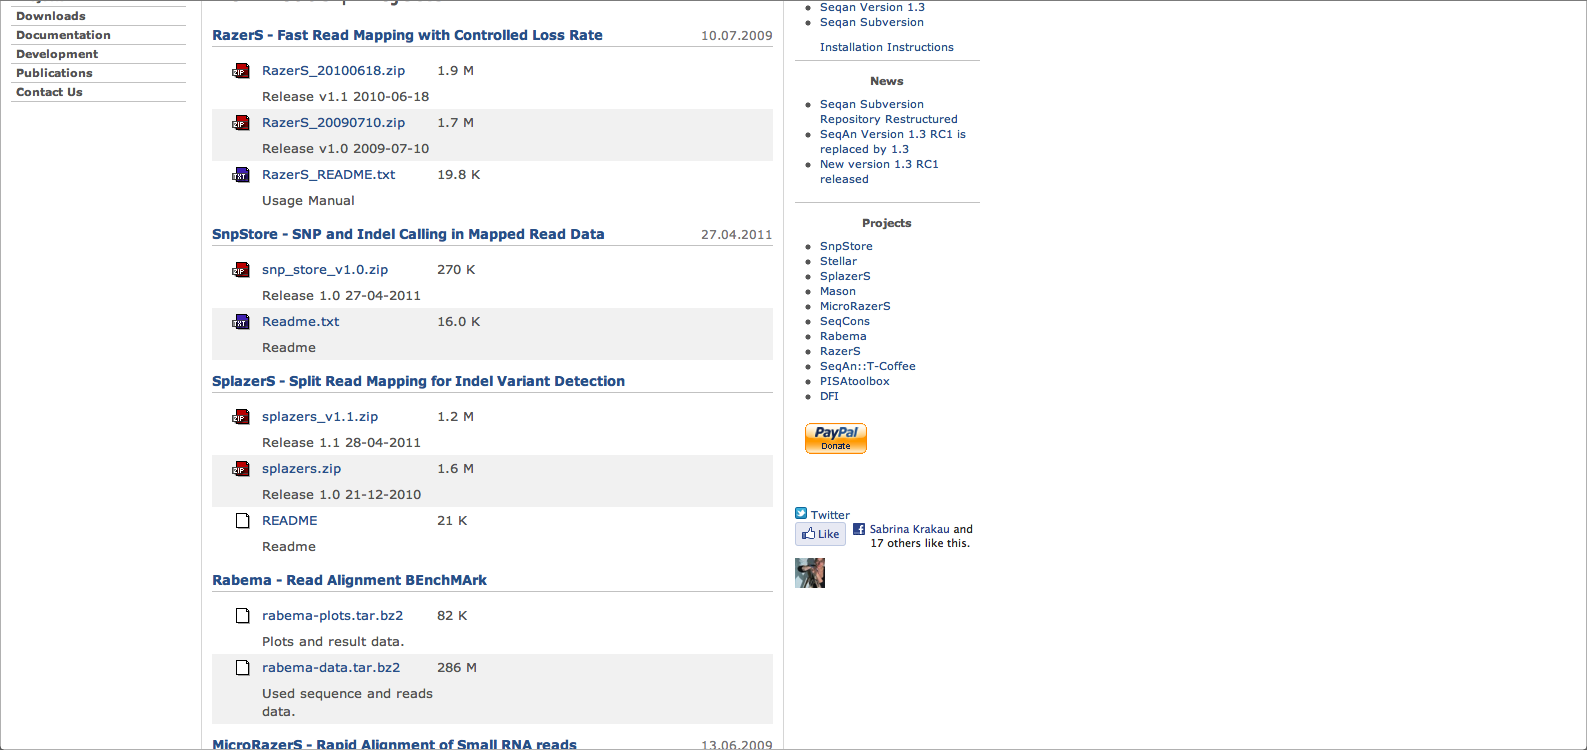 Downloads
Documentation
Development
Publications
Contact Us
RazerS - Fast Read Mapping with Controlled Loss Rate 10.07.2009
ZIP RazerS_20100618.zip 1.9 M
Release v1.1 2010-06-18
ZIP RazerS_20090710.zip 1.7 M
Release v1.0 2009-07-10
TXT RazerS_README.txt 19.8 K
Usage Manual
SnpStore - SNP and Indel Calling in Mapped Read Data 27.04.2011
ZIP snp_store_v1.0.zip 270 K
Release 1.0 27-04-2011
TXT Readme.txt 16.0 K
Readme
SplazerS - Split Read Mapping for Indel Variant Detection
ZIP splazers_v1.1.zip 1.2 M
Release 1.1 28-04-2011
ZIP splazers.zip 1.6 M
Release 1.0 21-12-2010
README 21 K
Readme
Rabema - Read Alignment BEnchMArk
rabema-plots.tar.bz2 82 K
Plots and result data.
rabema-data.tar.bz2 286 M
Used sequence and reads
data.
MicroRazerS - Rapid Alignment of Small RNA reads 13.06.2009
Seqan Version 1.3
Seqan Subversion
Installation Instructions
News
Seqan Subversion
Repository Restructured
SeqAn Version 1.3 RC1 is
replaced by 1.3
New version 1.3 RC1
released
Projects
SnpStore
Stellar
SplazerS
Mason
MicroRazerS
SeqCons
Rabema
RazerS
SeqAn::T-Coffee
PISAtoolbox
DFI
PayPal
Donate
Twitter
Like
Sabrina Krakau and
17 others like this.